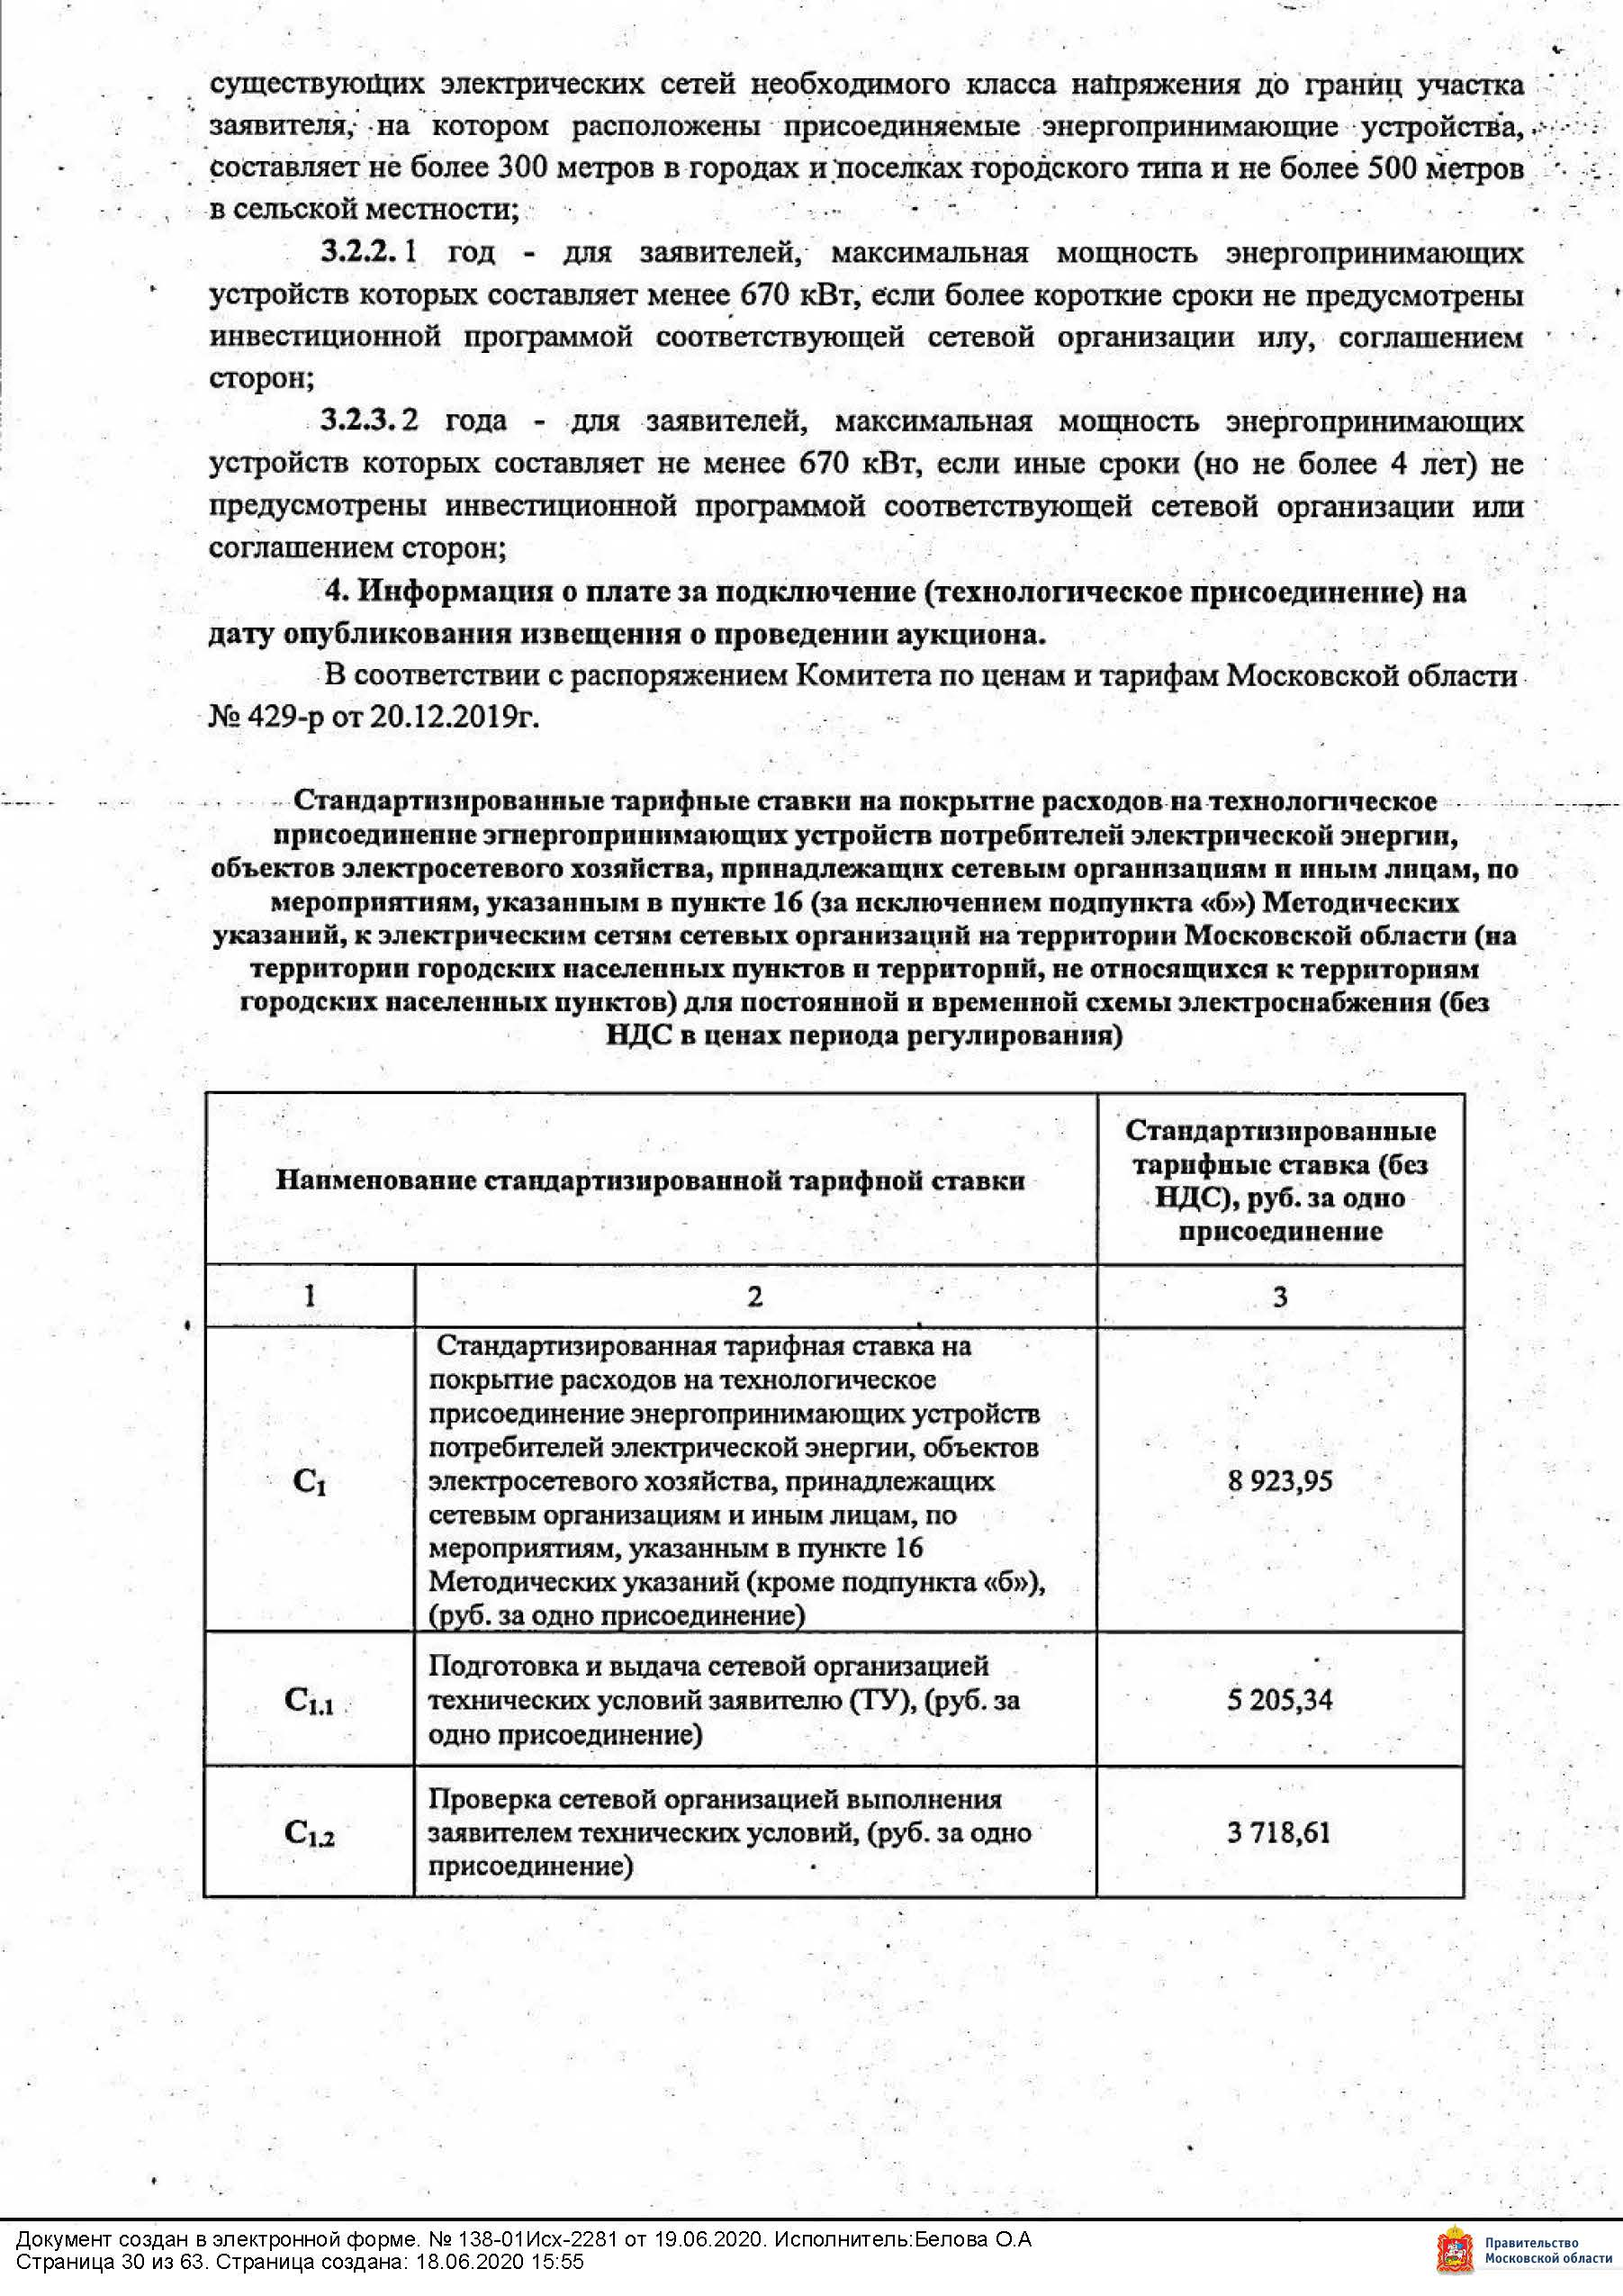 существующих электрических сетей необходимого класса напряжения до границ участка
заявителя, на котором расположены присоединяемые энергопринимающие устройства,
составляет не более 300 метров в городах и поселках городского типа и не более 500 метров
в сельской местности;
3.2.2. 1 год - для заявителей, максимальная мощность энергопринимающих
устройств которых составляет менее 670 кВт, если более короткие сроки не предусмотрены
инвестиционной программой соответствующей сетевой организации илу, соглашением
сторон;
3.2.3. 2 года - для заявителей, максимальная мощность энергопринимающих
устройств которых составляет не менее 670 кВт, если иные сроки (но не более 4 лет) не
предусмотрены инвестиционной программой соответствующей сетевой организации или
соглашением сторон;
4. Информация о плате за подключение (технологическое присоединение) на
дату опубликования извещения о проведении аукциона.
В соответствии с распоряжением Комитета по ценам и тарифам Московской области
№ 429-р от 20.12.2019г.
Стандартизированные тарифные ставки на покрытие расходов на технологическое
присоединение эгнергопринимающих устройств потребителей электрической энергии,
объектов электросетевого хозяйства, принадлежащих сетевым организациям и иным лицам, по
мероприятиям, указанным в пункте 16 (за исключением подпункта «б») Методических
указаний, к электрическим сетям сетевых организаций на территории Московской области (на
территории городских населенных пунктов и территорий, не относящихся к территориям
городских населенных пунктов) для постоянной и временной схемы электроснабжения (без
НДС в ценах периода регулирования)
Наименование стандартизированной тарифной ставки
Стандартизированные
тарифные ставка (без
НДС), руб. за одно
присоединение
1
2
3
С1
Стандартизированная тарифная ставка на
покрытие расходов на технологическое
присоединение энергопринимающих устройств
потребителей электрической энергии, объектов
электросетевого хозяйства, принадлежащих
сетевым организациям и иным лицам, по
мероприятиям, указанным в пункте 16
Методических указаний (кроме подпункта «б»),
(руб. за одно присоединение)
8 923,95
С1.1
Подготовка и выдача сетевой организацией
технических условий заявителю (ТУ), (руб. за
одно присоединение)
5 205,34
С1.2
Проверка сетевой организацией выполнения
заявителем технических условий, (руб. за одно
присоединение)
3 718,61
Документ создан в электронной форме. № 138-01Исх-2281 от 19.06.2020. Исполнитель:Белова О.А
Страница 30 из 63. Страница создана: 18.06.2020 15:55
Правительство
Московской области